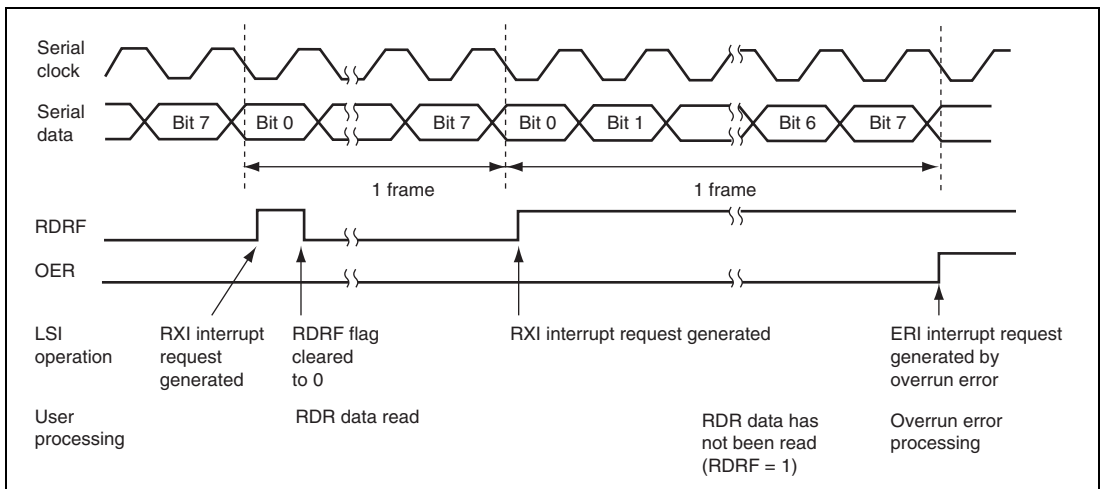 Serial
clock
Serial
data
Bit 7
Bit 0
Bit 7
Bit 0
Bit 1
Bit 6
Bit 7
1 frame
1 frame
RDRF
OER
LSI
operation
RXI interrupt
request
generated
RDRF flag
cleared
to 0
RXI interrupt request generated
ERI interrupt request
generated by
overrun error
User
processing
RDR data read
RDR data has
not been read
(RDRF = 1)
Overrun error
processing